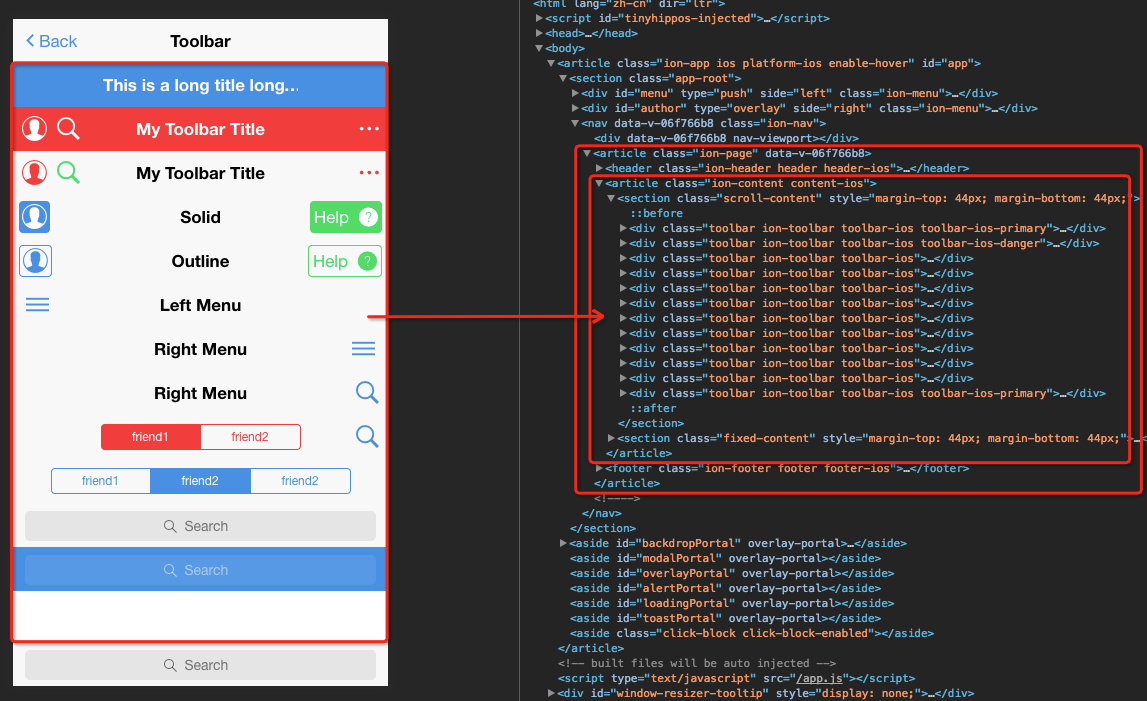 Back
Toolbar
This is a long title long...
My Toolbar Title
My Toolbar Title
Solid
Help ?
Outline
Help ?
Left Menu
Right Menu
Right Menu
friend1 friend2
friend1 friend2 friend2
Search
Search
Search
<html lang="zh-cn" dir="ltr">
▶<script id="tinyhippos-injected">…</script>
▶<head>…</head>
▼<body>
▼<article class="ion-app ios platform-ios enable-hover" id="app">
▼<section class="app-root">
▶<div id="menu" type="push" side="left" class="ion-menu">…</div>
▶<div id="author" type="overlay" side="right" class="ion-menu">…</div>
▼<nav data-v-06f766b8 class="ion-nav">
<div data-v-06f766b8 nav-viewport></div>
▼<article class="ion-page" data-v-06f766b8>
▶<header class="ion-header header header-ios">…</header>
▼<article class="ion-content content-ios">
▼<section class="scroll-content" style="margin-top: 44px; margin-bottom: 44px;">
::before
▶<div class="toolbar ion-toolbar toolbar-ios toolbar-ios-primary">…</div>
▶<div class="toolbar ion-toolbar toolbar-ios toolbar-ios-danger">…</div>
▶<div class="toolbar ion-toolbar toolbar-ios">…</div>
▶<div class="toolbar ion-toolbar toolbar-ios">…</div>
▶<div class="toolbar ion-toolbar toolbar-ios">…</div>
▶<div class="toolbar ion-toolbar toolbar-ios">…</div>
▶<div class="toolbar ion-toolbar toolbar-ios">…</div>
▶<div class="toolbar ion-toolbar toolbar-ios">…</div>
▶<div class="toolbar ion-toolbar toolbar-ios">…</div>
▶<div class="toolbar ion-toolbar toolbar-ios">…</div>
▶<div class="toolbar ion-toolbar toolbar-ios">…</div>
▶<div class="toolbar ion-toolbar toolbar-ios toolbar-ios-primary">…</div>
::after
</section>
▶<section class="fixed-content" style="margin-top: 44px; margin-bottom: 44px;">…
</article>
▶<footer class="ion-footer footer footer-ios">…</footer>
</article>
<!---->
</nav>
</section>
▶<aside id="backdropPortal" overlay-portal>…</aside>
<aside id="modalPortal" overlay-portal></aside>
<aside id="overlayPortal" overlay-portal></aside>
<aside id="alertPortal" overlay-portal></aside>
<aside id="loadingPortal" overlay-portal></aside>
<aside id="toastPortal" overlay-portal></aside>
<aside class="click-block click-block-enabled"></aside>
</article>
<!-- built files will be auto injected -->
<script type="text/javascript" src="/app.js"></script>
▶<div id="window-resizer-tooltip" style="display: none;">…</div>